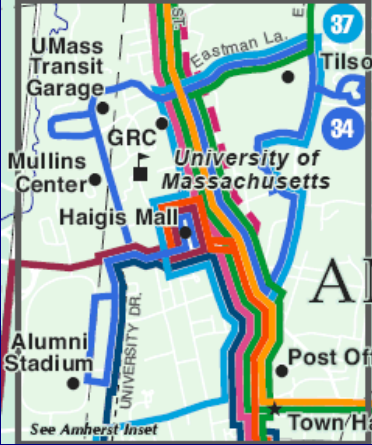 ST.
E.
37
UMass
Transit
Garage
Eastman La.
Tilso
34
GRC
University of
Massachusetts
Mullins
Center
Haigis Mall
A
UNIVERSITY DR.
Alumni
Stadium
Post Of
See Amherst Inset
Town Ha